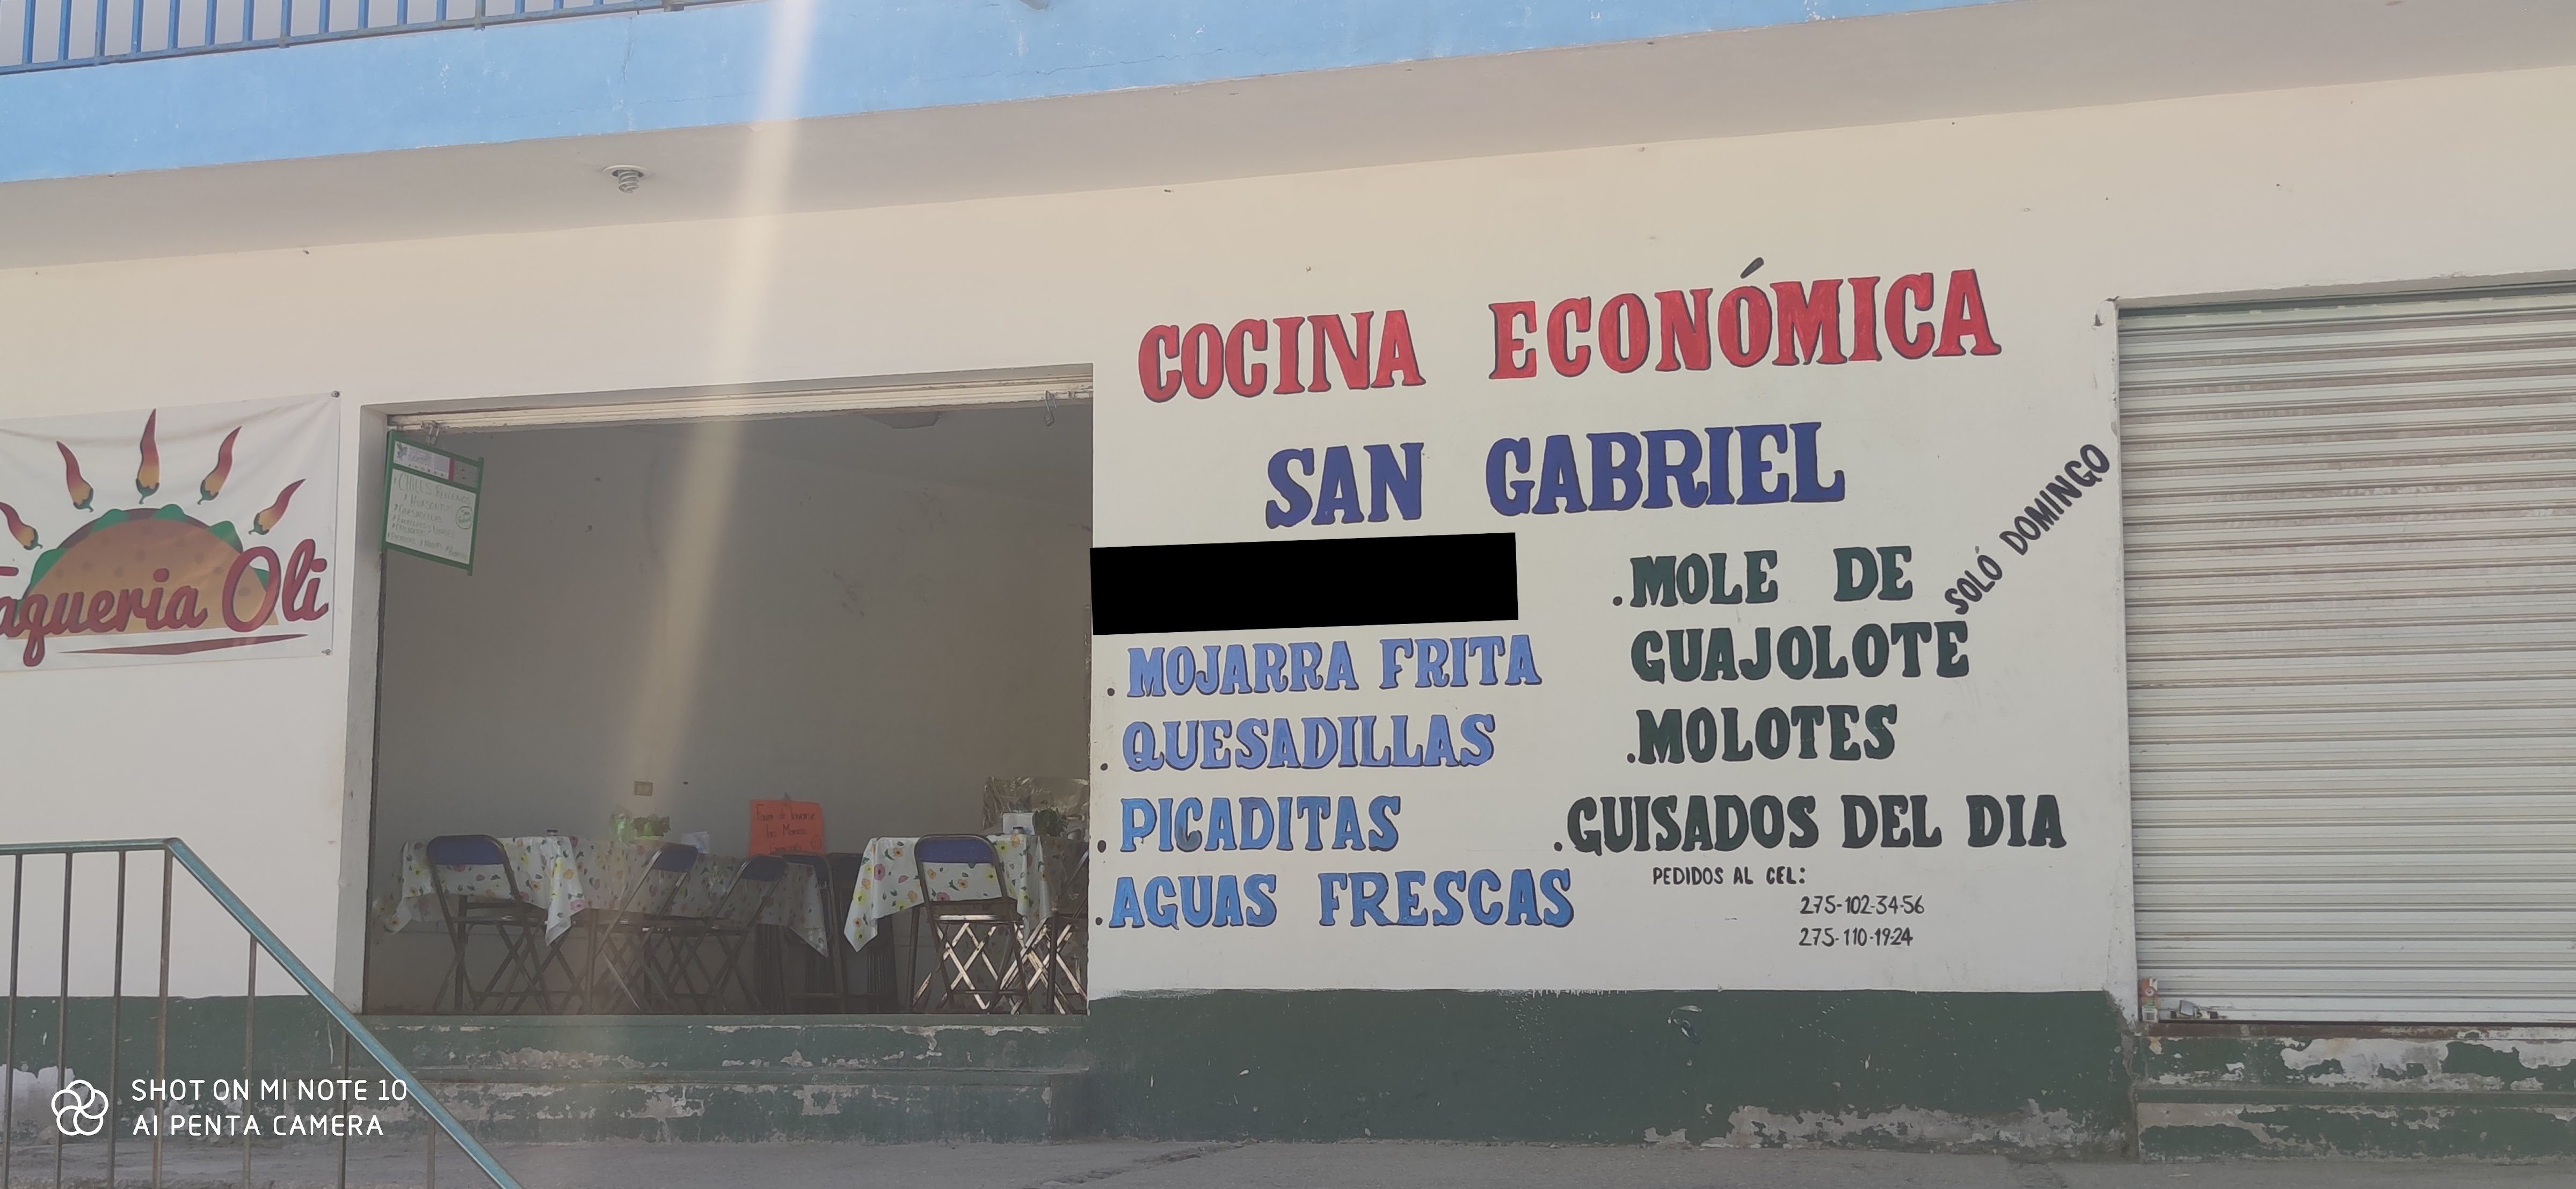 COCINA ECONÓMICA
SAN GABRIEL
. MOJARRA FRITA
. QUESADILLAS
. PICADITAS
. AGUAS FRESCAS
. MOLE DE
GUAJOLOTE
SOLÓ DOMINGO
. MOLOTES
. GUISADOS DEL DIA
PEDIDOS AL CEL:
275-102-34-56
275-110-19-24
aqueria Oli
SHOT ON MI NOTE 10
AI PENTA CAMERA